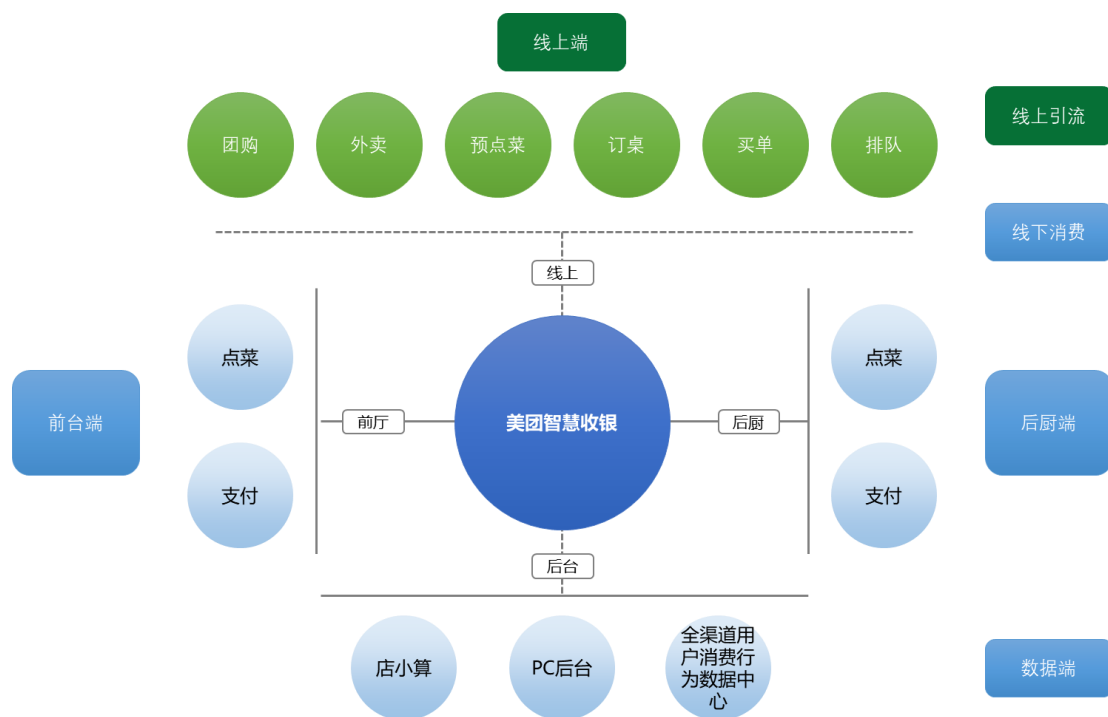 线上端
团购
外卖
预点菜
订桌
买单
排队
线上引流
线下消费
线上
点菜
支付
前台端
前厅
美团智慧收银
后厨
点菜
支付
后厨端
后台
店小算
PC后台
全渠道用
户消费行
为数据中
心
数据端